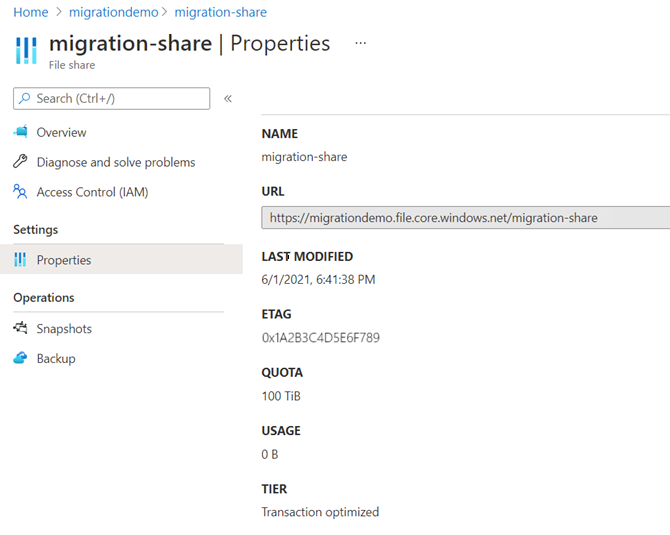 Home > migrationdemo > migration-share
migration-share | Properties ...
File share
Search (Ctrl+/) «
Overview
Diagnose and solve problems
Access Control (IAM)
Settings
Properties
Operations
Snapshots
Backup
NAME
migration-share
URL
https://migrationdemo.file.core.windows.net/migration-share
LAST MODIFIED
6/1/2021, 6:41:38 PM
ETAG
0x1A2B3C4D5E6F789
QUOTA
100 TiB
USAGE
0 B
TIER
Transaction optimized